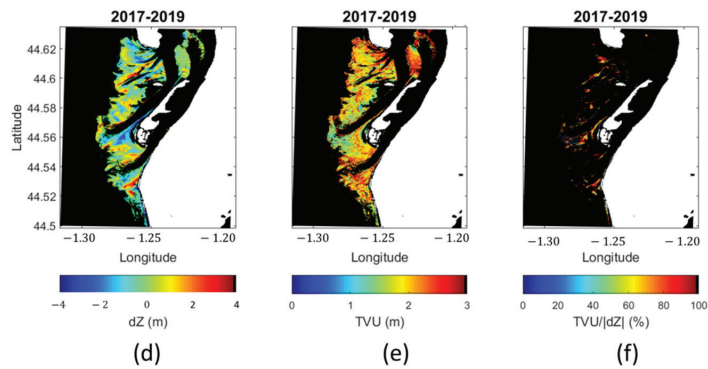 2017-2019
2017-2019
2017-2019
Latitude
44.62
44.6
44.58
44.56
44.54
44.52
44.5
−1.30 −1.25 −1.20
Longitude
−1.30 −1.25 −1.20
Longitude
−1.30 −1.25 −1.20
Longitude
−4 −2 0 2 4
dZ (m)
0 1 2 3
TVU (m)
0 20 40 60 80 100
TVU/|dZ| (%)
(d)
(e)
(f)